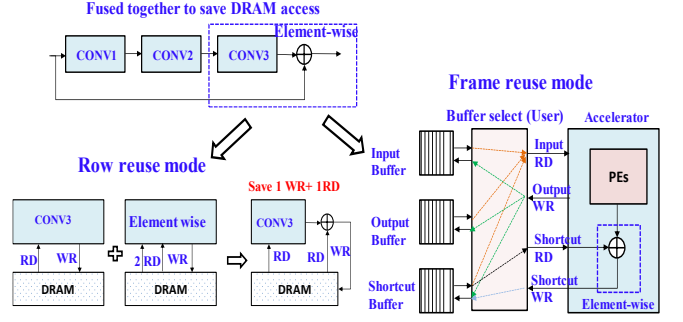 Fused together to save DRAM access
Element-wise
CONV1
CONV2
CONV3
Frame reuse mode
Buffer select (User)
Accelerator
Row reuse mode
Input
Buffer
Input
RD
PEs
Save 1 WR+ 1RD
Output
WR
CONV3
Element wise
CONV3
Output
Buffer
RD
WR
2 RD
WR
RD
RD
WR
Shortcut
RD
DRAM
DRAM
DRAM
Shortcut
Buffer
Shortcut
WR
Element-wise